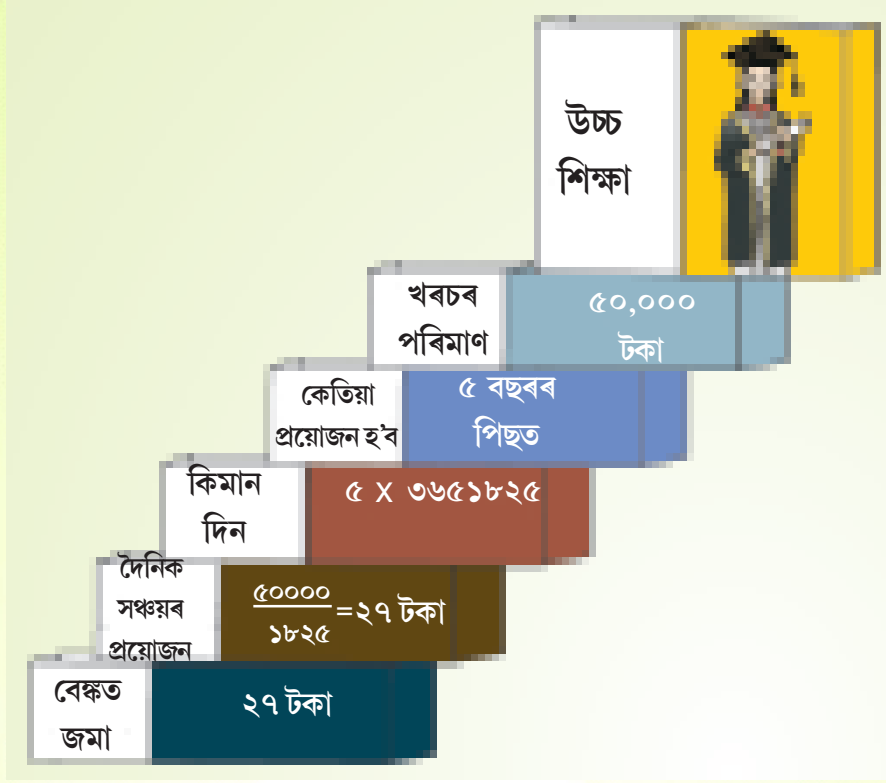 উচ্চ
শিক্ষা
খৰচৰ
পৰিমাণ
৫০,০০০
টকা
কেতিয়া
প্ৰয়োজন হ'ব
৫ বছৰৰ
পিছত
কিমান
দিন
৫ X ৩৬৫১৮২৫
দৈনিক
সঞ্চয়ৰ
প্ৰয়োজন
৫০০০০
১৮২৫
=২৭ টকা
বেঙ্কত
জমা
২৭ টকা